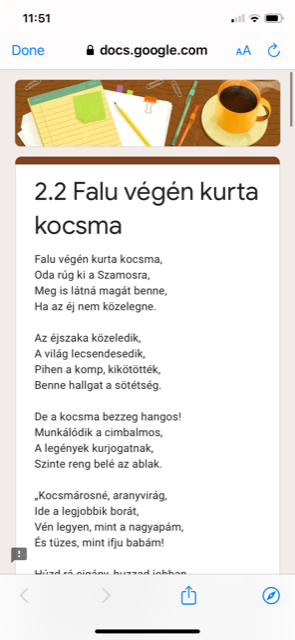 11:51
Done
docs.google.com
AA
2.2 Falu végén kurta
kocsma
Falu végén kurta kocsma,
Oda rúg ki a Szamosra,
Meg is látná magát benne,
Ha az éj nem közelegne.
Az éjszaka közeledik,
A világ lecsendesedik,
Pihen a komp, kikötötték,
Benne hallgat a sötétség.
De a kocsma bezzeg hangos!
Munkálódik a cimbalmos,
A legények kurjogatnak,
Szinte reng belé az ablak.
„Kocsmárosné, aranyvirág,
Ide a legjobbik borát,
Vén legyen, mint a nagyapám,
És tüzes, mint ifju babám!
Húzd rá cigány, huzzad jobban